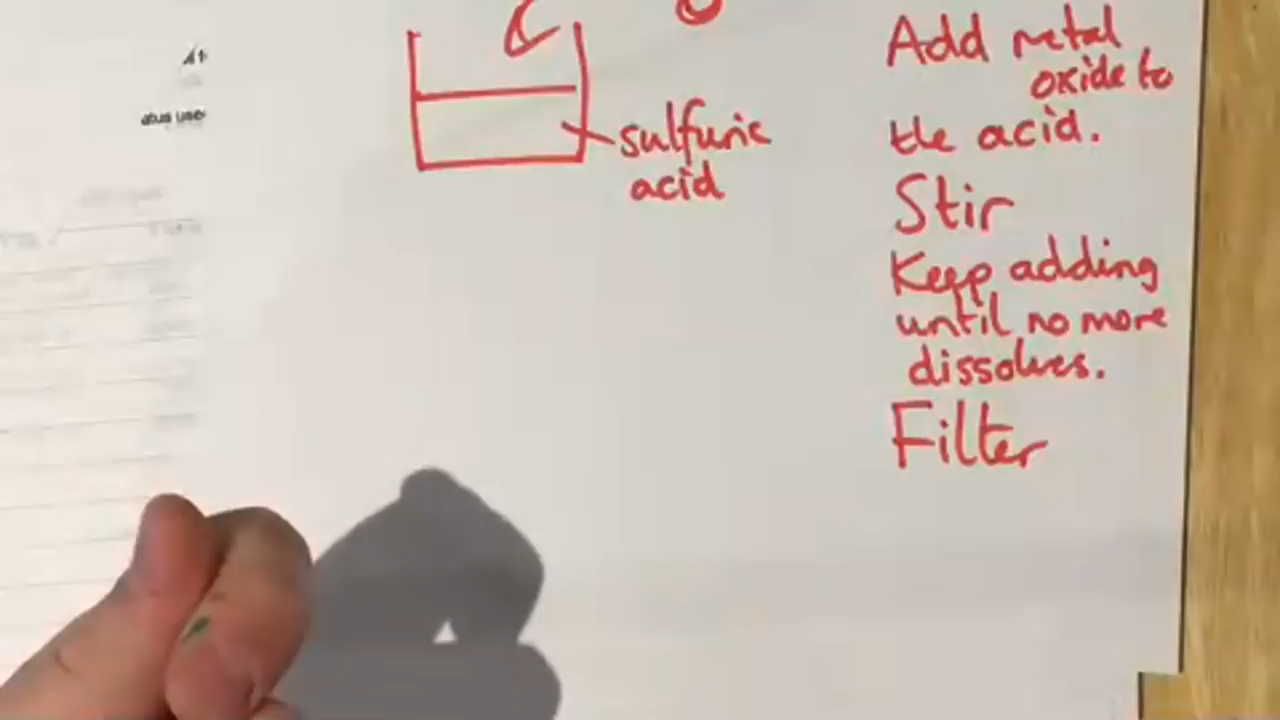 sulfuric
acid
Add metal
oxide to
the acid.
Stir
Keep adding
until no more
dissolves.
Filter